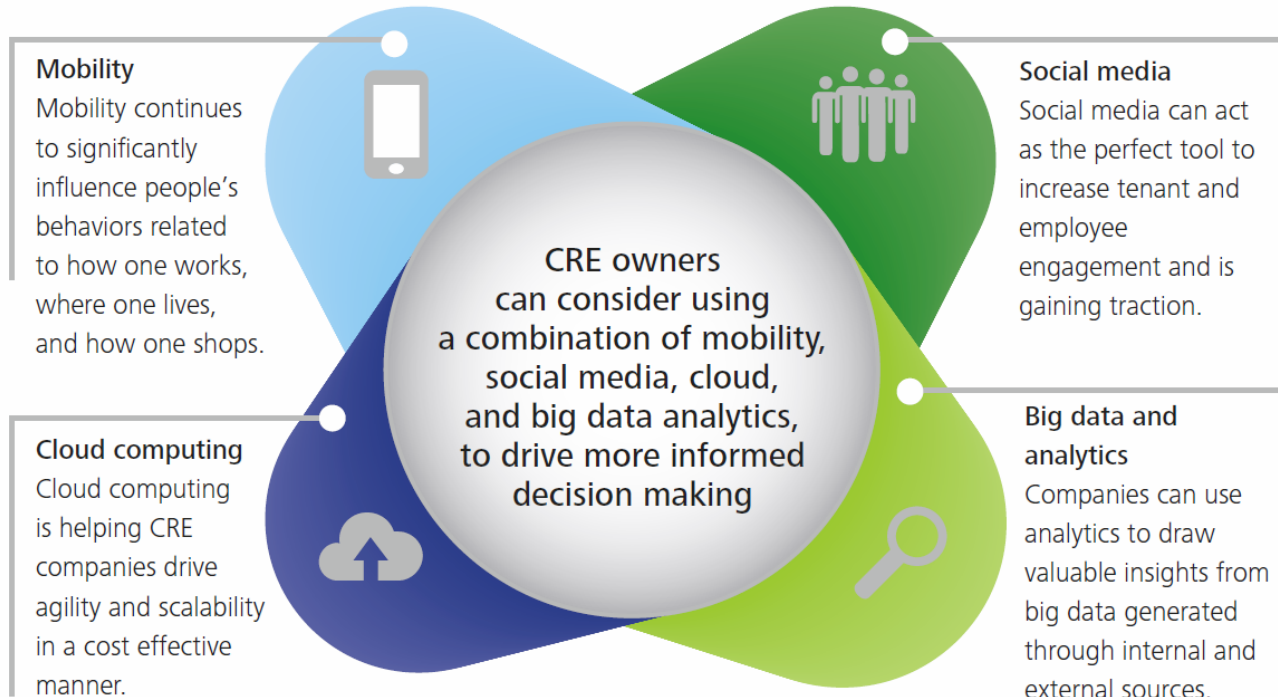 Mobility
Mobility continues
to significantly
influence people's
behaviors related
to how one works,
where one lives,
and how one shops.
Social media
Social media can act
as the perfect tool to
increase tenant and
employee
engagement and is
gaining traction.
CRE owners
can consider using
a combination of mobility,
social media, cloud,
and big data analytics,
to drive more informed
decision making
Cloud computing
Cloud computing
is helping CRE
companies drive
agility and scalability
in a cost effective
manner.
Big data and
analytics
Companies can use
analytics to draw
valuable insights from
big data generated
through internal and
external sources.